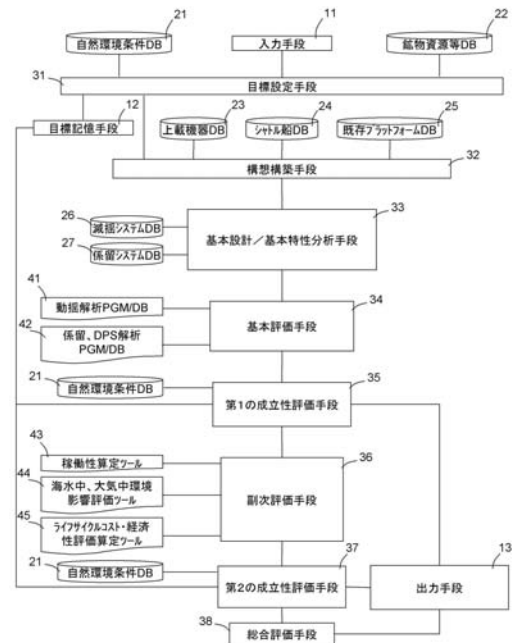 21
11
22
自然環境条件DB
入力手段
鉱物資源等DB
31
目標設定手段
12
目標記憶手段
23
24
25
上載機器DB
シャトル船DB
既存プラットフォームDB
32
構想構築手段
33
26
減揺システムDB
27
係留システムDB
基本設計／基本特性分析手段
41
動揺解析PGM/DB
34
42
係留、DPS解析
PGM/DB
基本評価手段
21
自然環境条件DB
35
第1の成立性評価手段
43
稼働性算定ツール
36
44
海水中、大気中環境
影響評価ツール
副次評価手段
45
ライフサイクルコスト・経済
性評価算定ツール
21
自然環境条件DB
37
第2の成立性評価手段
13
出力手段
38
総合評価手段